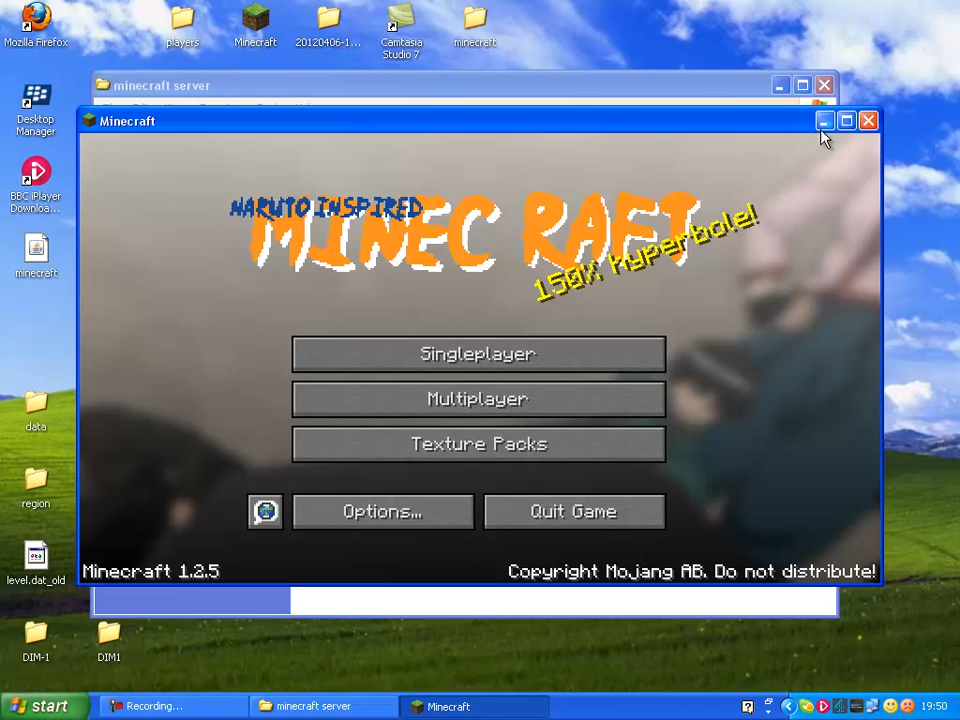 Mozilla Firefox
players
Minecraft
20120406-1...
Camtasia
Studio 7
minecraft
minecraft server
Desktop
Manager
Minecraft
BBC iPlayer
Downloa...
NARUTO INSPIRED
MINEC RAFT
150% hyperbole!
minecraft
Singleplayer
Multiplayer
Texture Packs
data
Options...
Quit Game
region
Minecraft 1.2.5
Copyright Mojang AB. Do not distribute!
level.dat_old
DIM-1
DIM1
start
Recording...
minecraft server
Minecraft
19:50